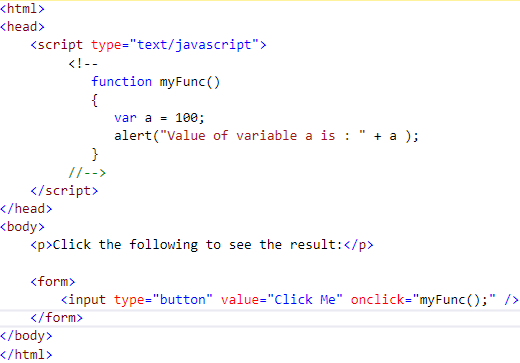 <html>
<head>
<script type="text/javascript">
<!--
function myFunc()
{
var a = 100;
alert("Value of variable a is : " + a );
}
//-->
</script>
</head>
<body>
<p>Click the following to see the result:</p>
<form>
<input type="button" value="Click Me" onclick="myFunc();" />
</form>
</body>
</html>